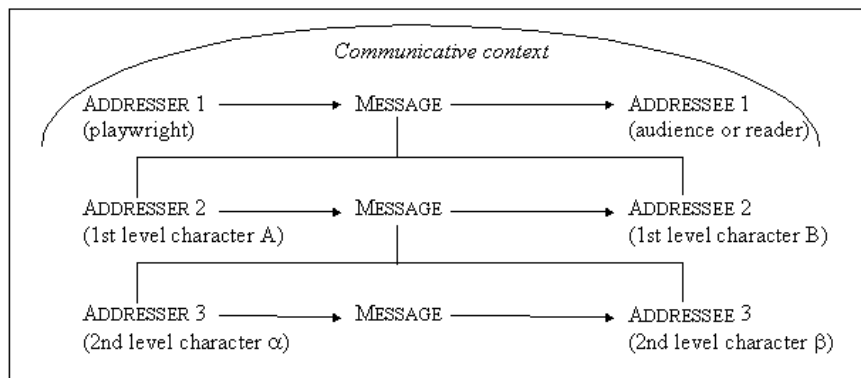 Communicative context
ADDRESSER 1 MESSAGE ADDRESSEE 1
(playwright) (audience or reader)
ADDRESSER 2 MESSAGE ADDRESSEE 2
(1st level character A) (1st level character B)
ADDRESSER 3 MESSAGE ADDRESSEE 3
(2nd level character α) (2nd level character β)